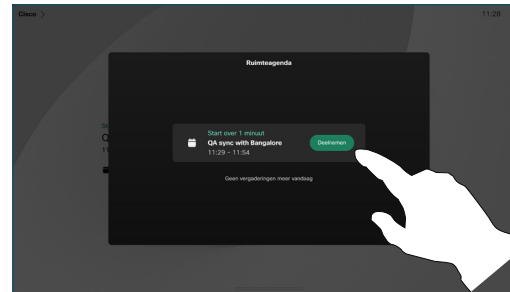 Cisco
11:28
Ruimteagenda
Start over 1 minuut
QA sync with Bangalore
11:29 - 11:54
Deelnemen
Geen vergaderingen meer vandaag